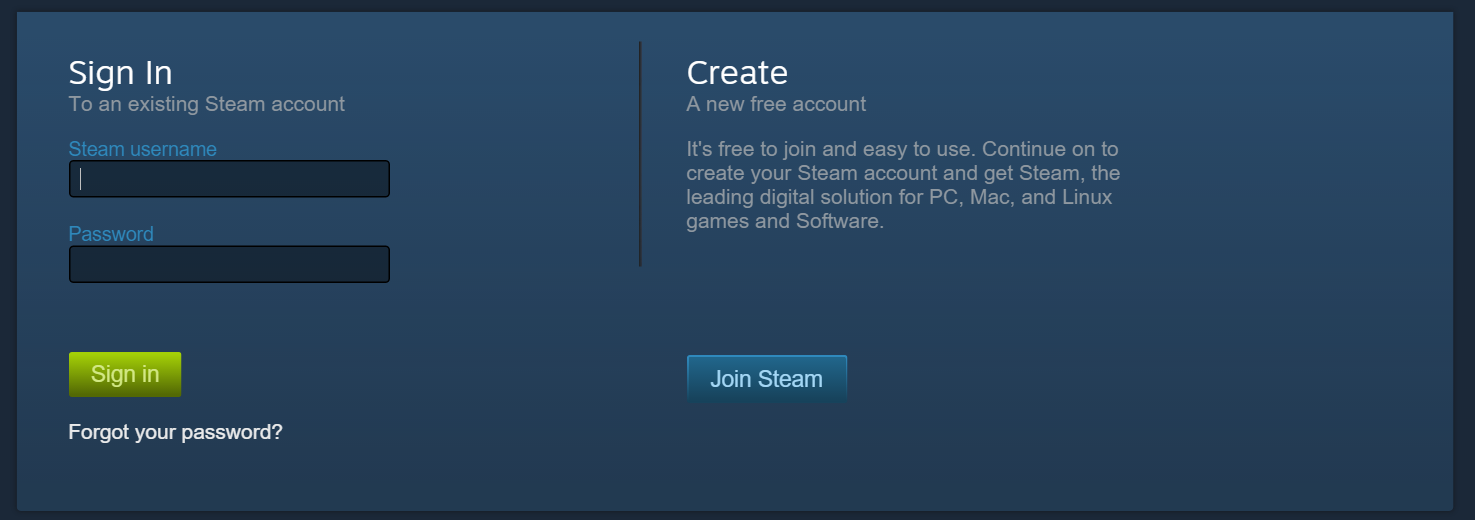 Sign In
To an existing Steam account
Steam username
Password
Sign in
Forgot your password?
Create
A new free account
It's free to join and easy to use. Continue on to
create your Steam account and get Steam, the
leading digital solution for PC, Mac, and Linux
games and Software.
Join Steam